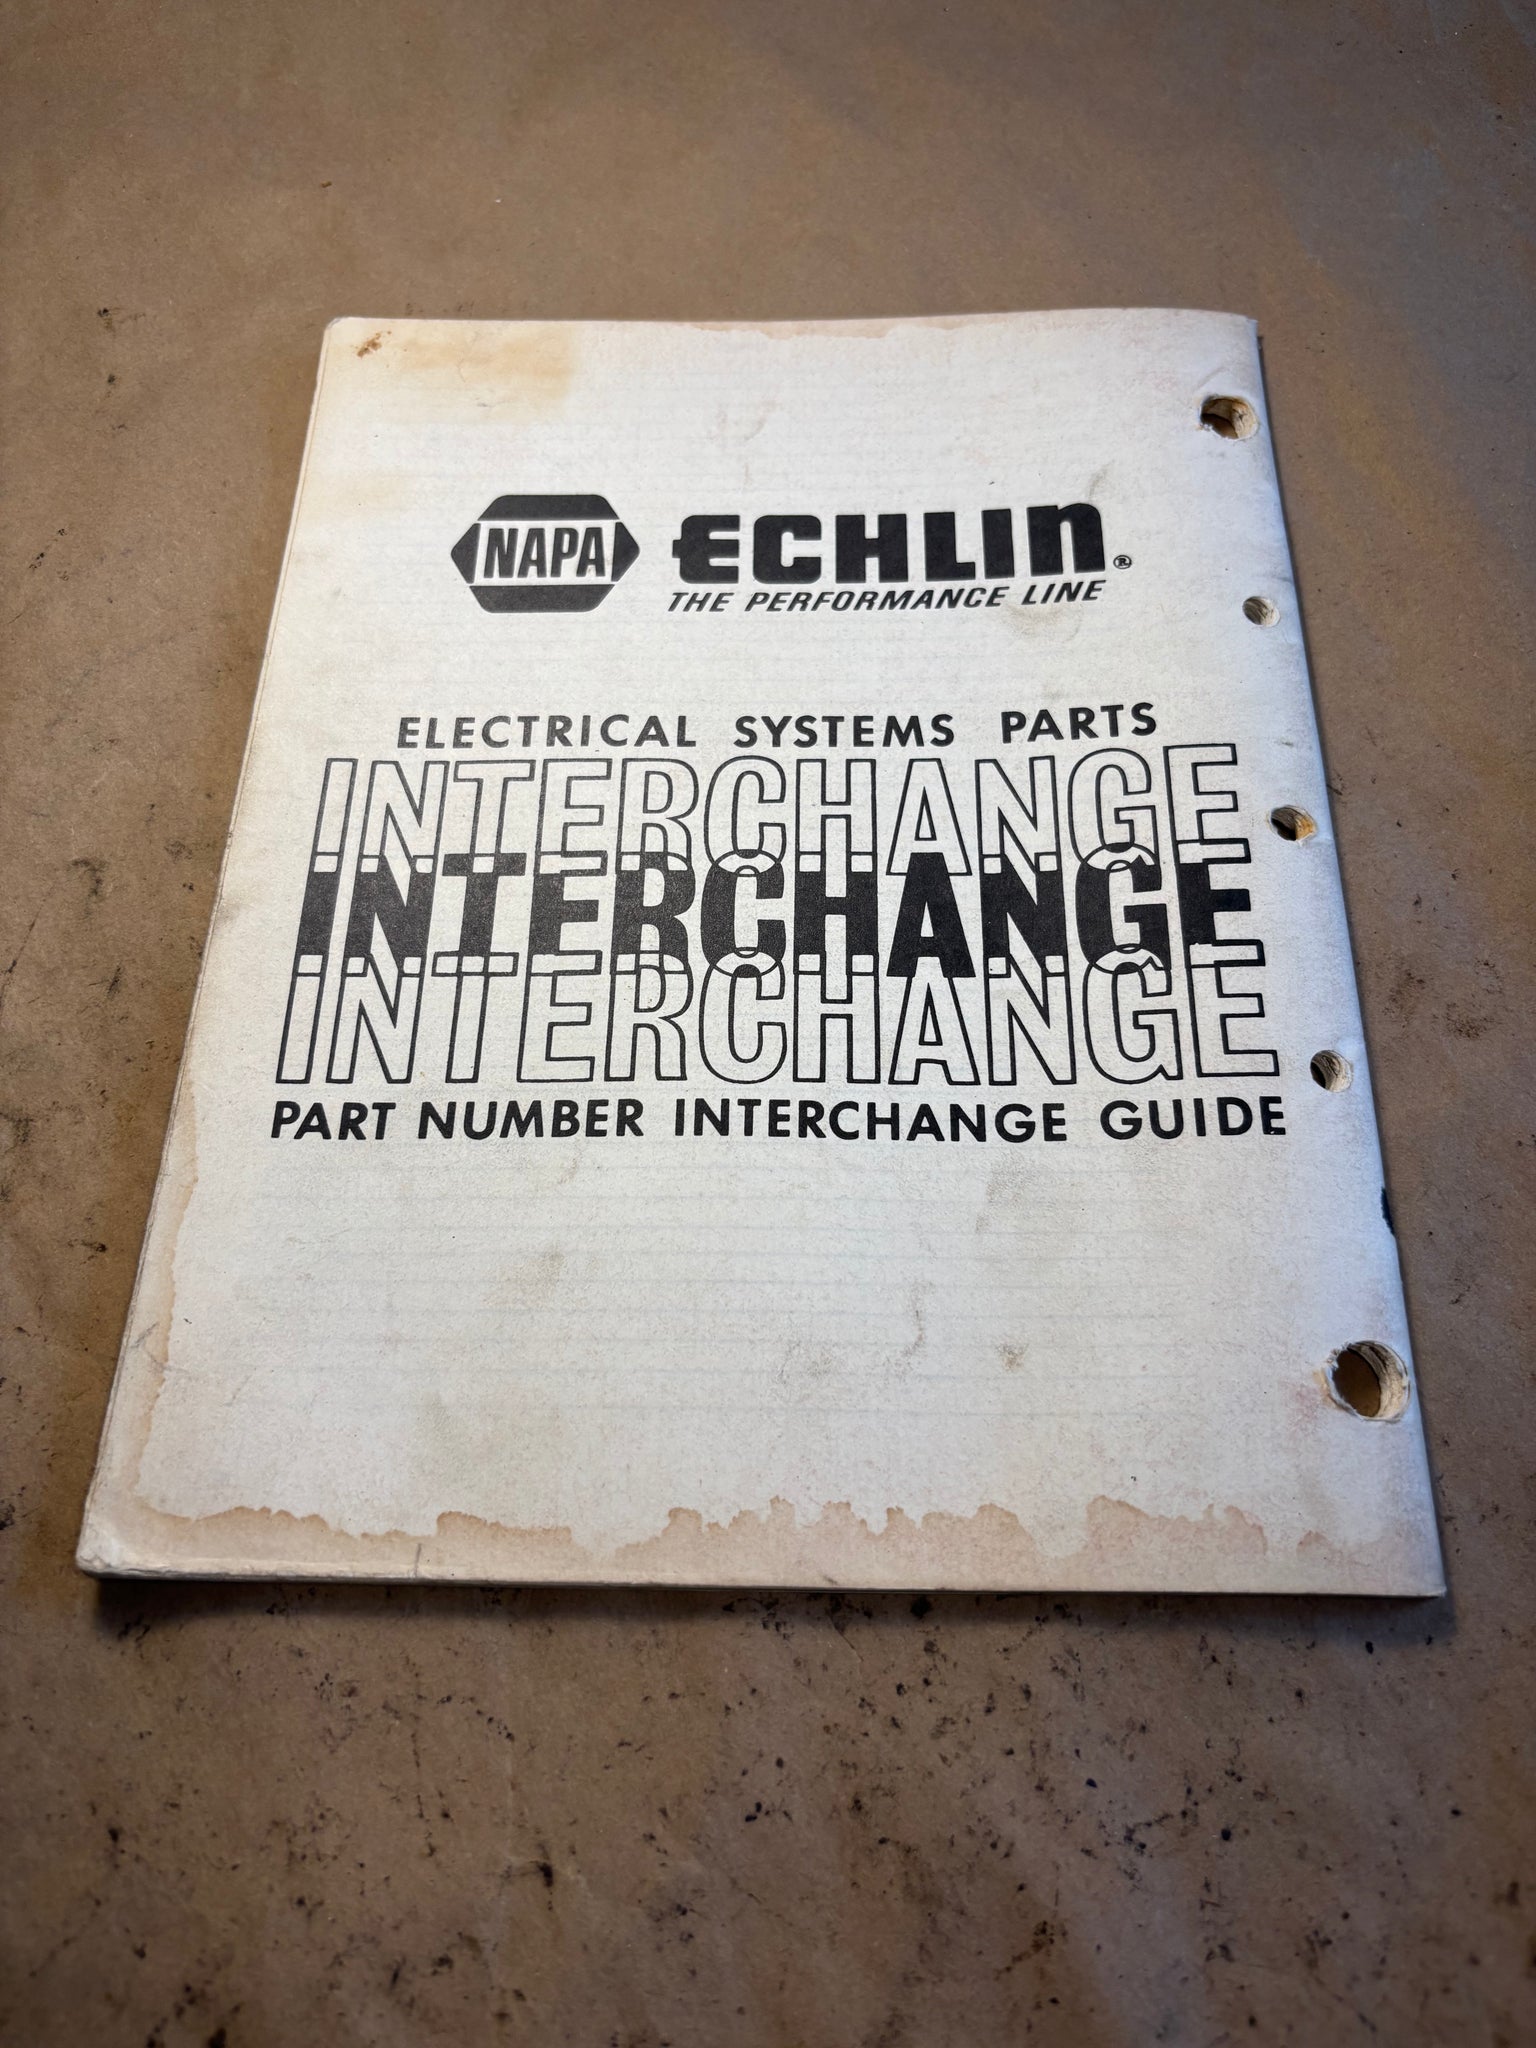 NAPA ECHLIN®
THE PERFORMANCE LINE
ELECTRICAL SYSTEMS PARTS
INTERCHANGE
INTERCHANGE
INTERCHANGE
PART NUMBER INTERCHANGE GUIDE